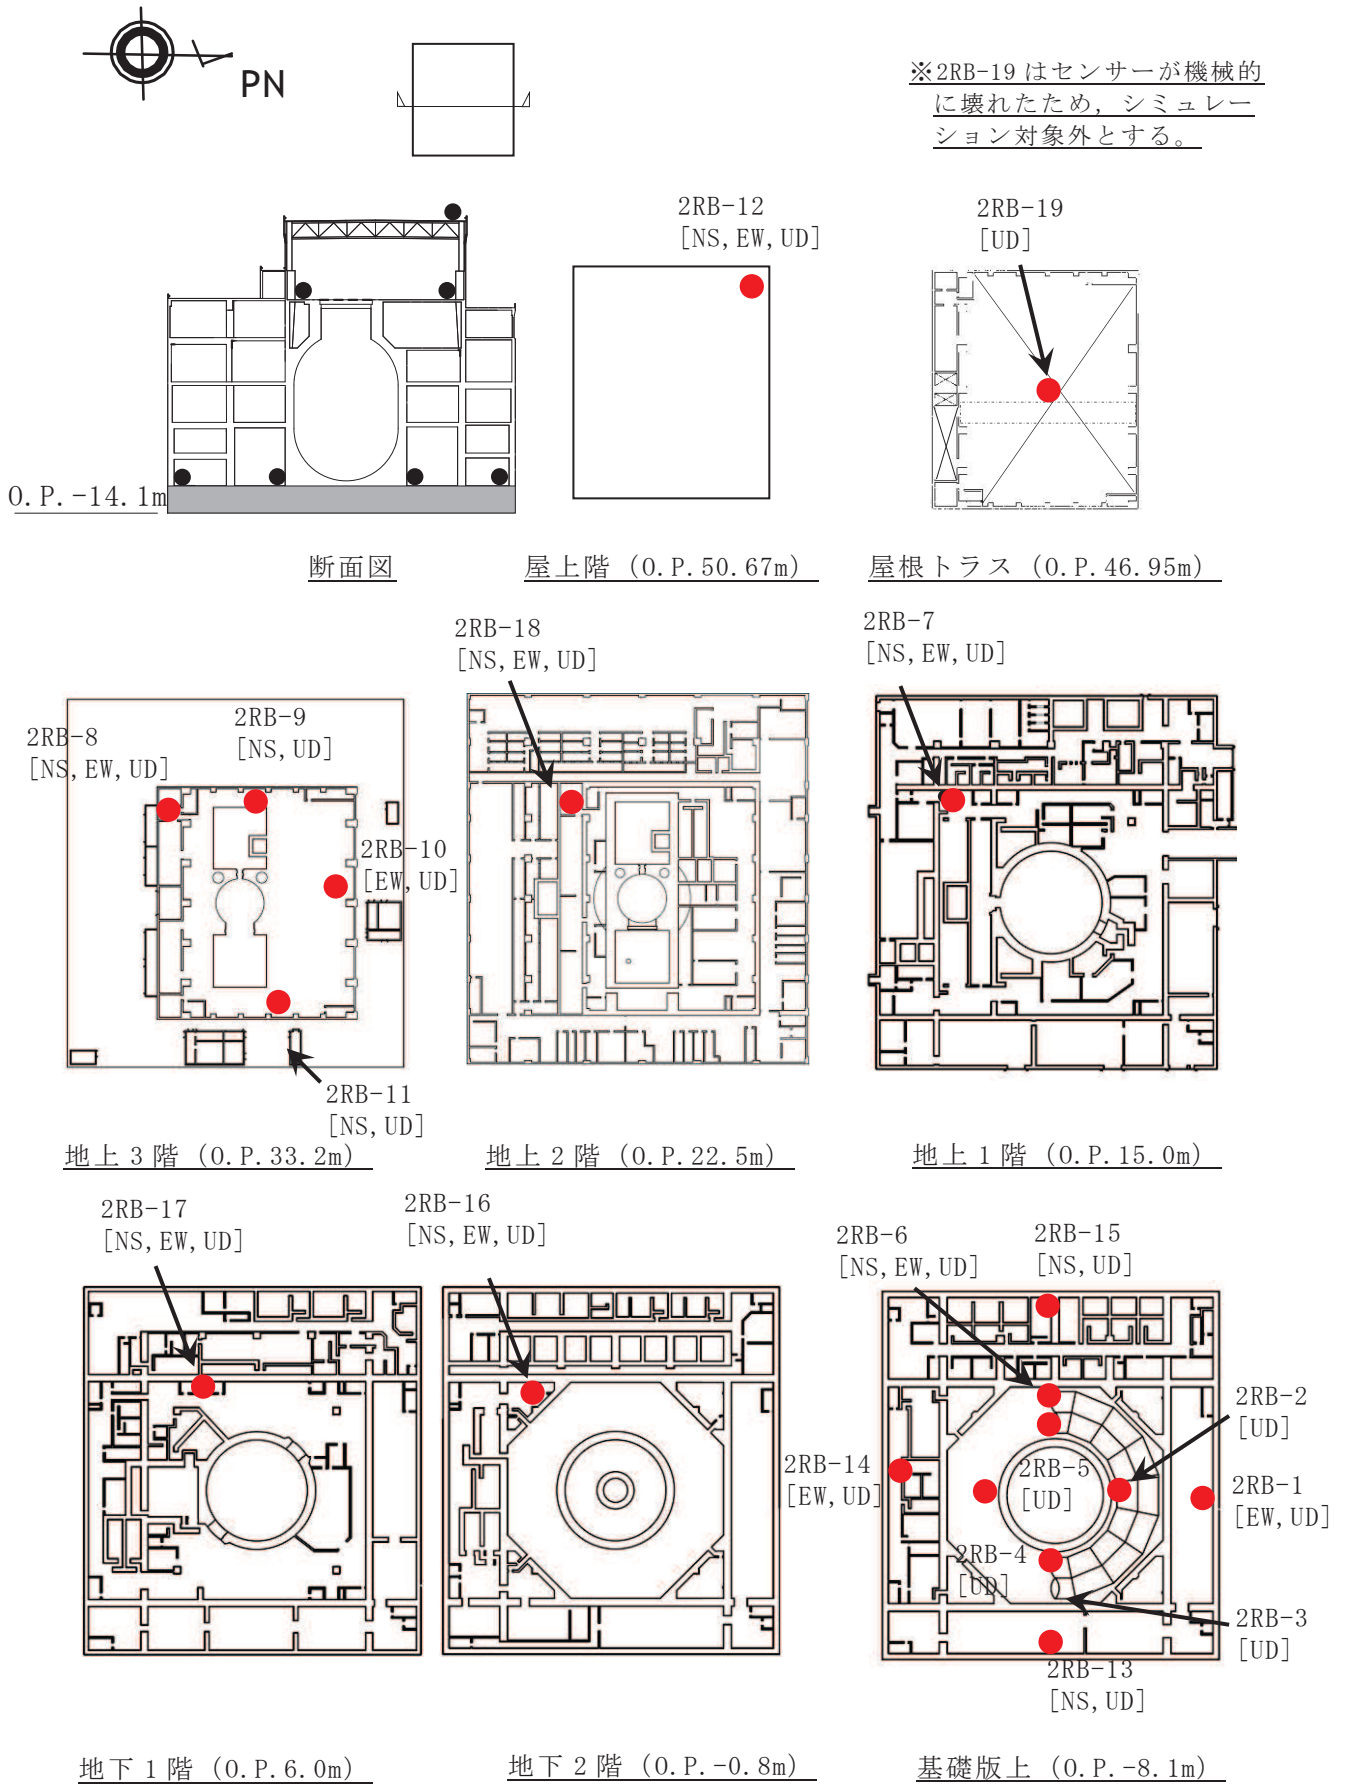 PN
※2RB-19 はセンサーが機械的
に壊れたため，シミュレー
ション対象外とする。
2RB-12
[NS,EW,UD]
2RB-19
[UD]
O.P.-14.1m
断面図
屋上階（O.P.50.67m）
屋根トラス（O.P.46.95m）
2RB-8
[NS,EW,UD]
2RB-9
[NS,UD]
2RB-10
[EW,UD]
2RB-11
[NS,UD]
2RB-18
[NS,EW,UD]
2RB-7
[NS,EW,UD]
地上 3 階（O.P.33.2m）
地上 2 階（O.P.22.5m）
地上 1 階（O.P.15.0m）
2RB-17
[NS,EW,UD]
2RB-16
[NS,EW,UD]
2RB-6
[NS,EW,UD]
2RB-15
[NS,UD]
2RB-2
[UD]
2RB-14
[EW,UD]
2RB-5
[UD]
2RB-1
[EW,UD]
2RB-4
[UD]
2RB-3
[UD]
2RB-13
[NS,UD]
地下 1 階（O.P.6.0m）
地下 2 階（O.P.-0.8m）
基礎版上（O.P.-8.1m）